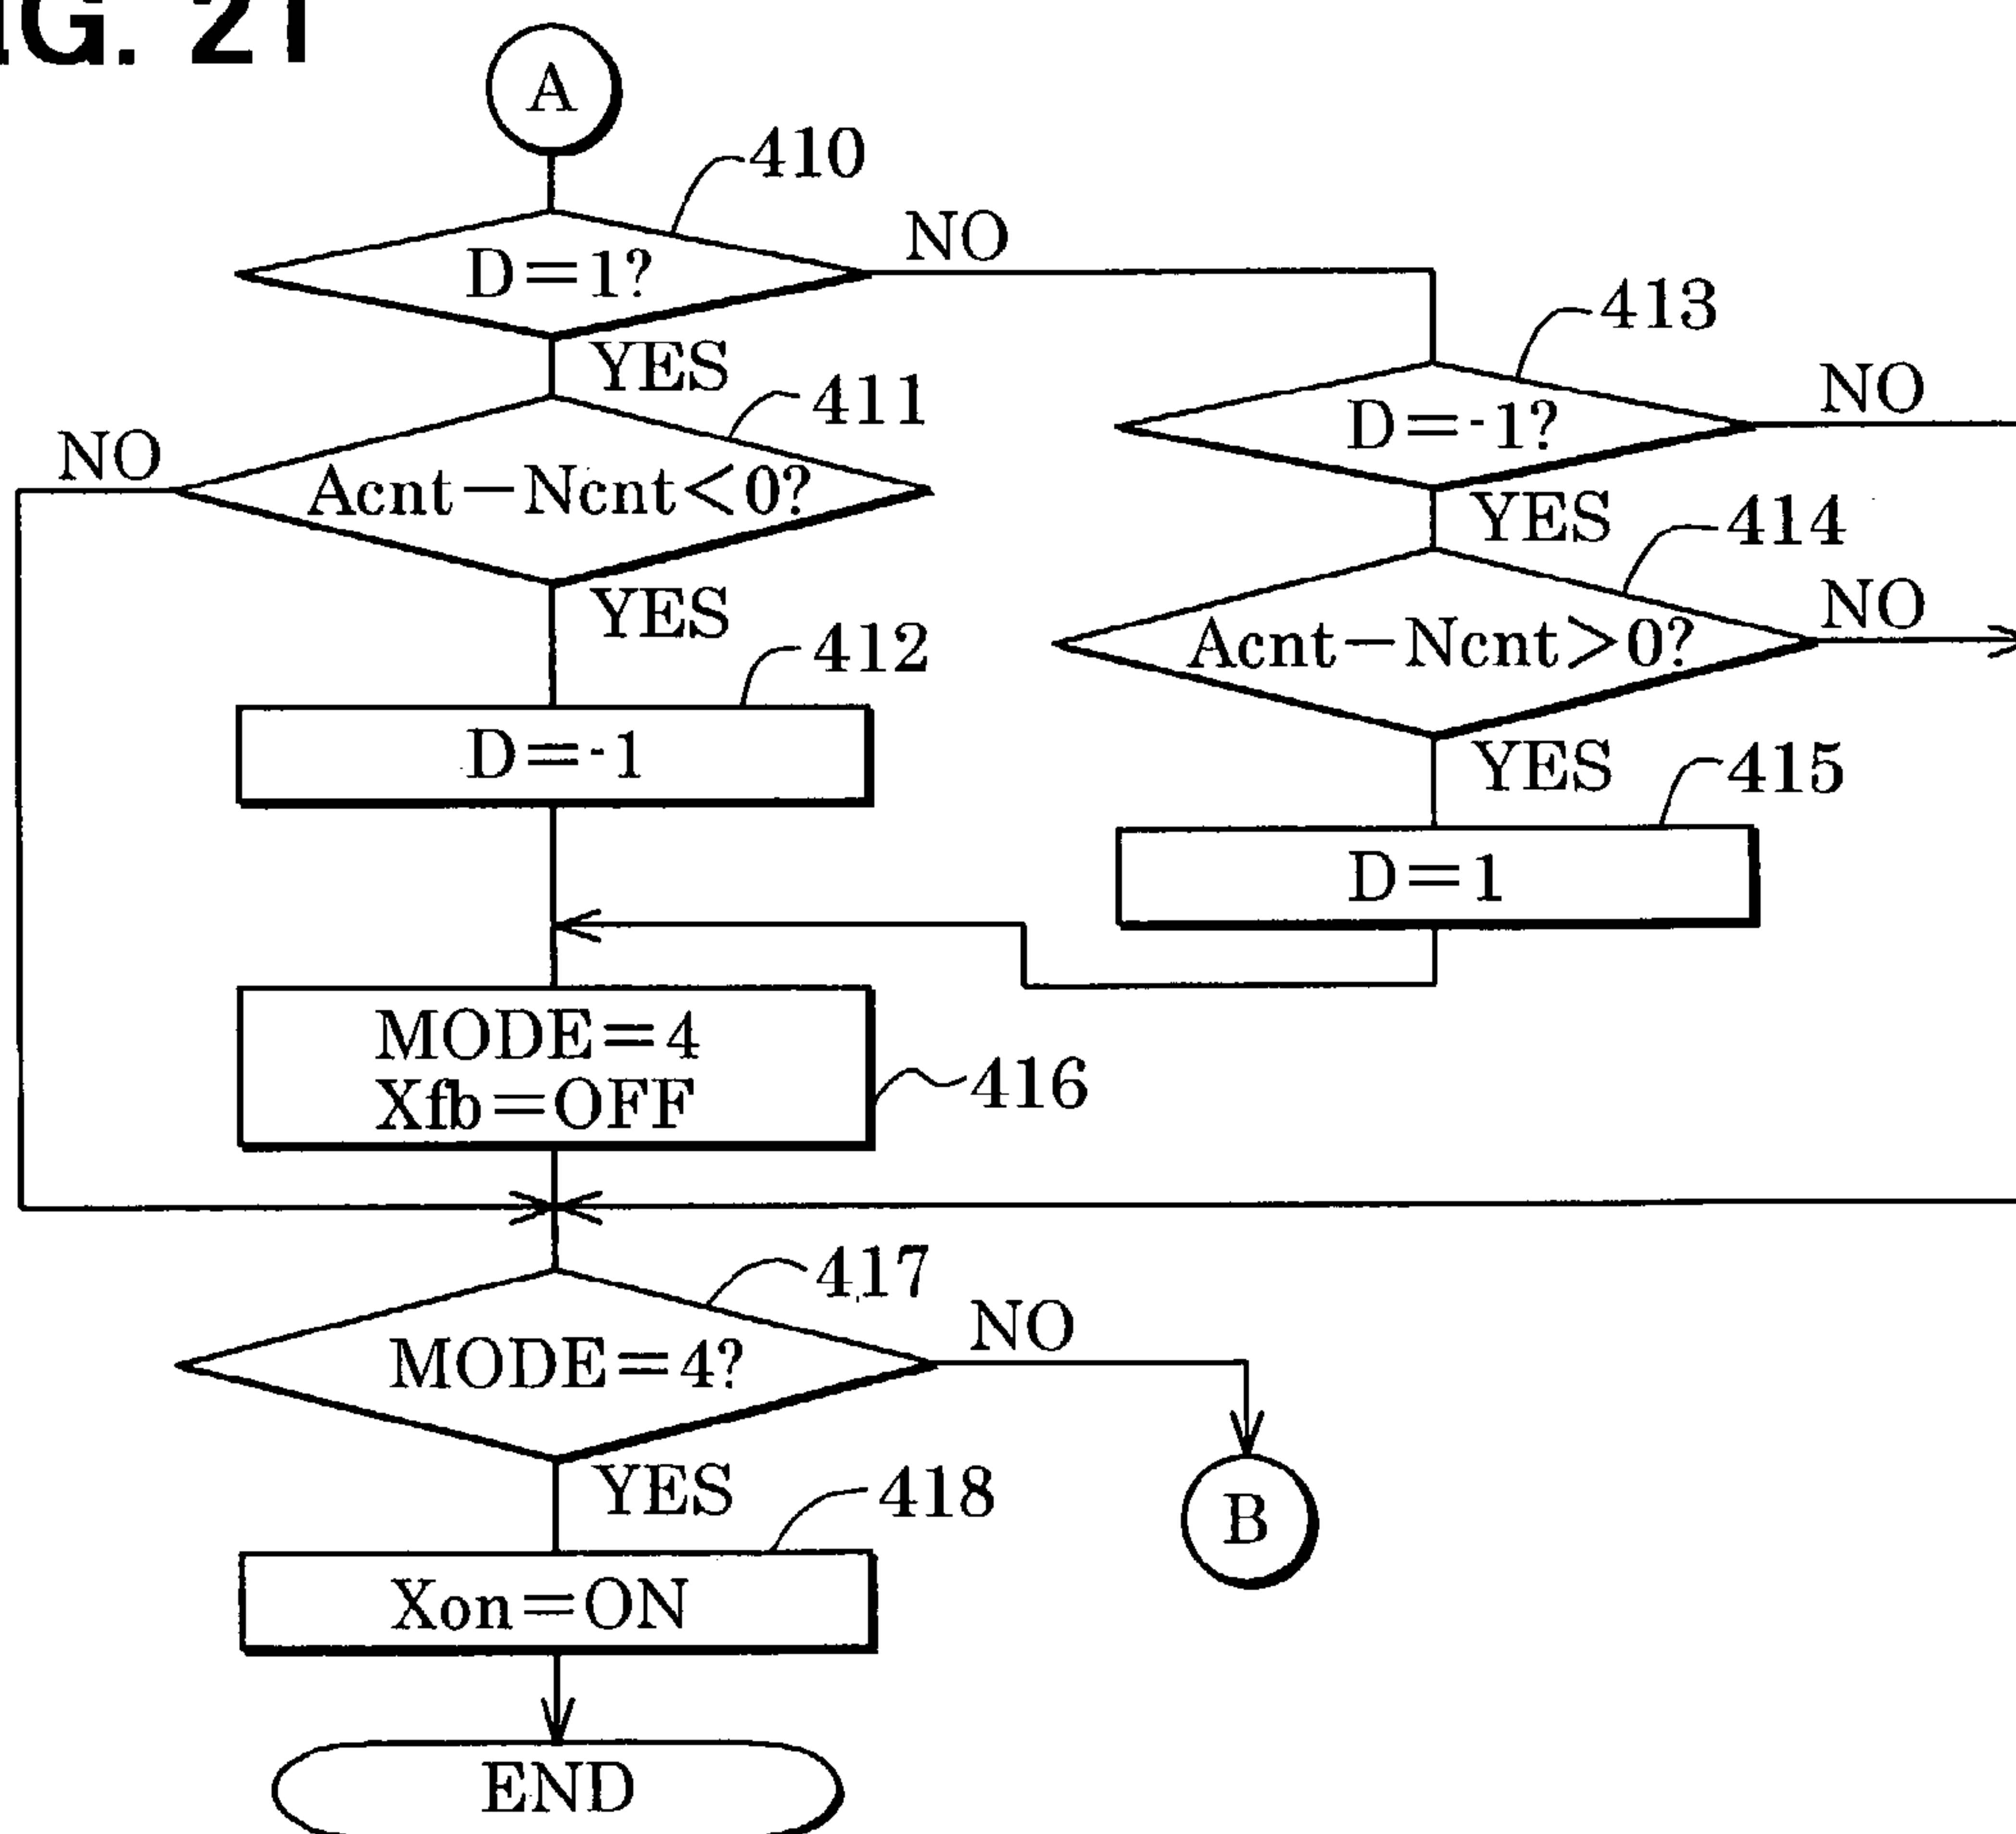 G. 21
A
410
D=1?
NO
YES
413
D=-1?
NO
411
Acnt-Ncnt<0?
NO
YES
YES
414
Acnt-Ncnt>0?
NO
412
D=-1
YES
415
D=1
MODE=4
Xfb=OFF
416
417
MODE=4?
NO
B
YES
418
Xon=ON
END